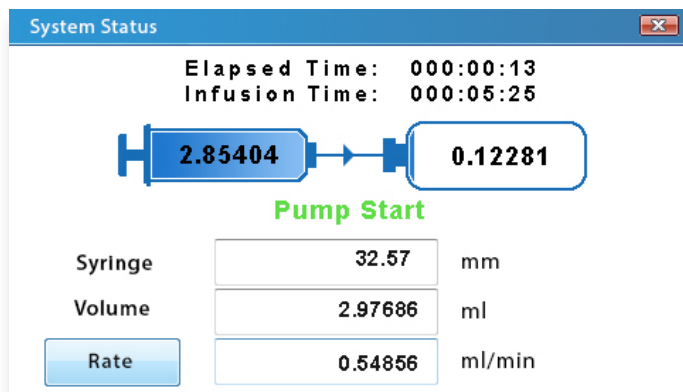 System Status
Elapsed Time: 000:00:13
Infusion Time: 000:05:25
2.85404 0.12281
Pump Start
Syringe 32.57 mm
Volume 2.97686 ml
Rate 0.54856 ml/min